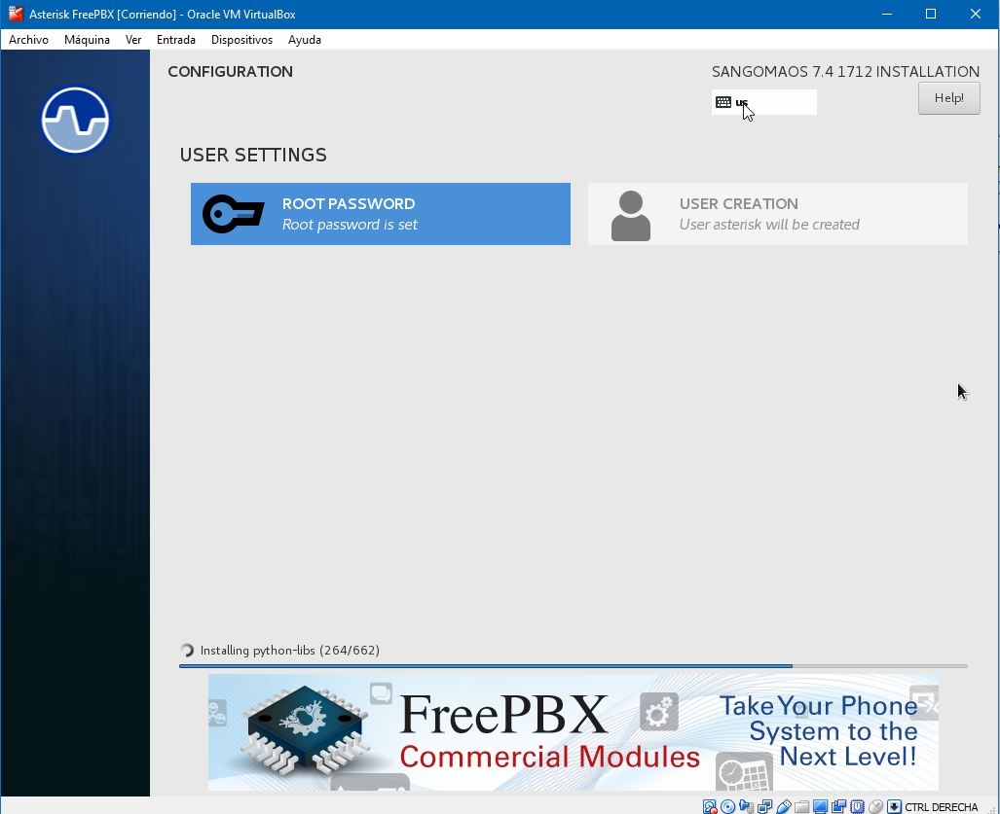 Asterisk FreePBX [Corriendo] - Oracle VM VirtualBox
Archivo Máquina Ver Entrada Dispositivos Ayuda
CONFIGURATION
SANGOMAOS 7.4 1712 INSTALLATION
us
Help!
USER SETTINGS
ROOT PASSWORD
Root password is set
USER CREATION
User asterisk will be created
Installing python-libs (264/662)
FreePBX
Commercial Modules
Take Your Phone
System to the
Next Level!
CTRL DERECHA